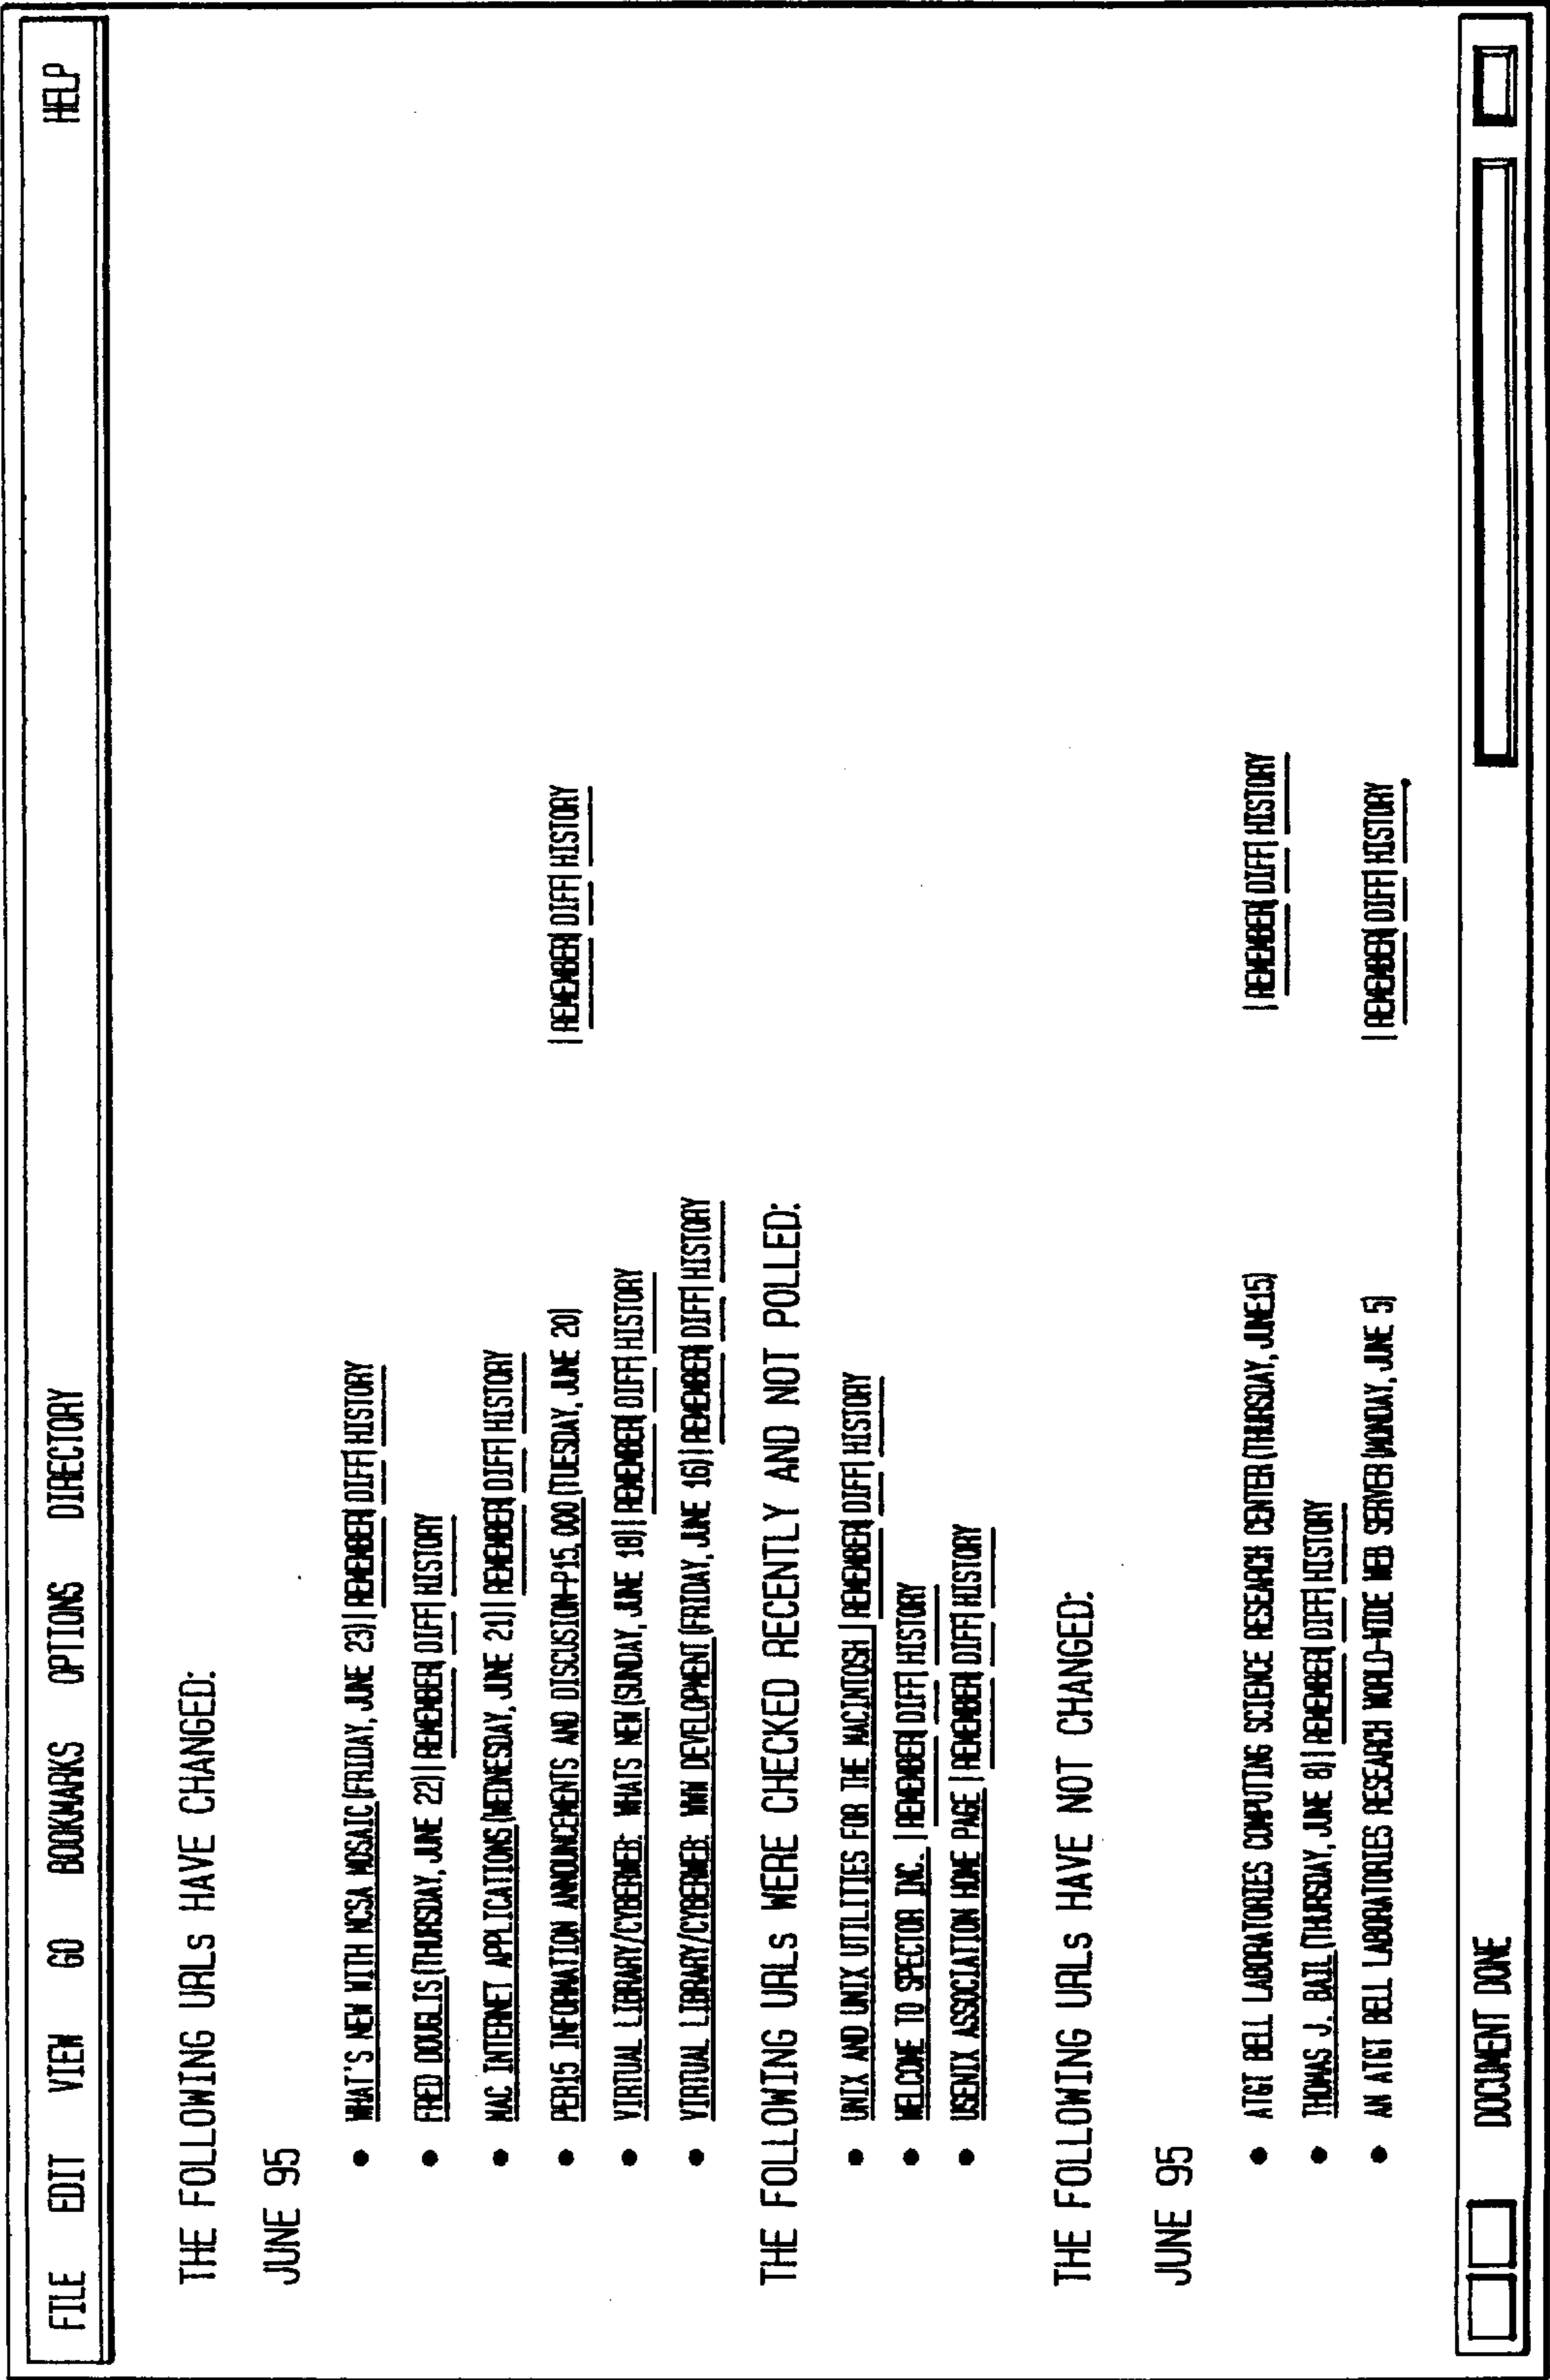 FILE EDIT VIEW GO BOOKMARKS OPTIONS DIRECTORY HELP
THE FOLLOWING URLs HAVE CHANGED:
JUNE 95
• WHAT'S NEW WITH NCSA MOSAIC (FRIDAY, JUNE 23) | REMEMBER | DIFF | HISTORY
• FRED DOUGLIS (THURSDAY, JUNE 22) | REMEMBER | DIFF | HISTORY
• MAC INTERNET APPLICATIONS (WEDNESDAY, JUNE 21) | REMEMBER | DIFF | HISTORY
• PER15 INFORMATION ANNOUNCEMENTS AND DISCUSION-P15,000 (TUESDAY, JUNE 20) | REMEMBER | DIFF | HISTORY
• VIRTUAL LIBRARY/CYBERWEB: WHATS NEW (SUNDAY, JUNE 18) | REMEMBER | DIFF | HISTORY
• VIRTUAL LIBRARY/CYBERWEB: WWW DEVELOPMENT (FRIDAY, JUNE 16) | REMEMBER | DIFF | HISTORY
THE FOLLOWING URLs WERE CHECKED RECENTLY AND NOT POLLED:
• UNIX AND UNIX UTILITIES FOR THE MACINTOSH | REMEMBER | DIFF | HISTORY
• WELCOME TO SPECTOR INC. | REMEMBER | DIFF | HISTORY
• USENIX ASSOCIATION HOME PAGE | REMEMBER | DIFF | HISTORY
THE FOLLOWING URLs HAVE NOT CHANGED:
JUNE 95
• ATGT BELL LABORATORIES COMPUTING SCIENCE RESEARCH CENTER (THURSDAY, JUNE15) | REMEMBER | DIFF | HISTORY
• THOMAS J. BAIL (THURSDAY, JUNE 8) | REMEMBER | DIFF | HISTORY
• AN ATGT BELL LABORATORIES RESEARCH WORLD-WIDE WEB SERVER (MONDAY, JUNE 5) | REMEMBER | DIFF | HISTORY
DOCUMENT DONE